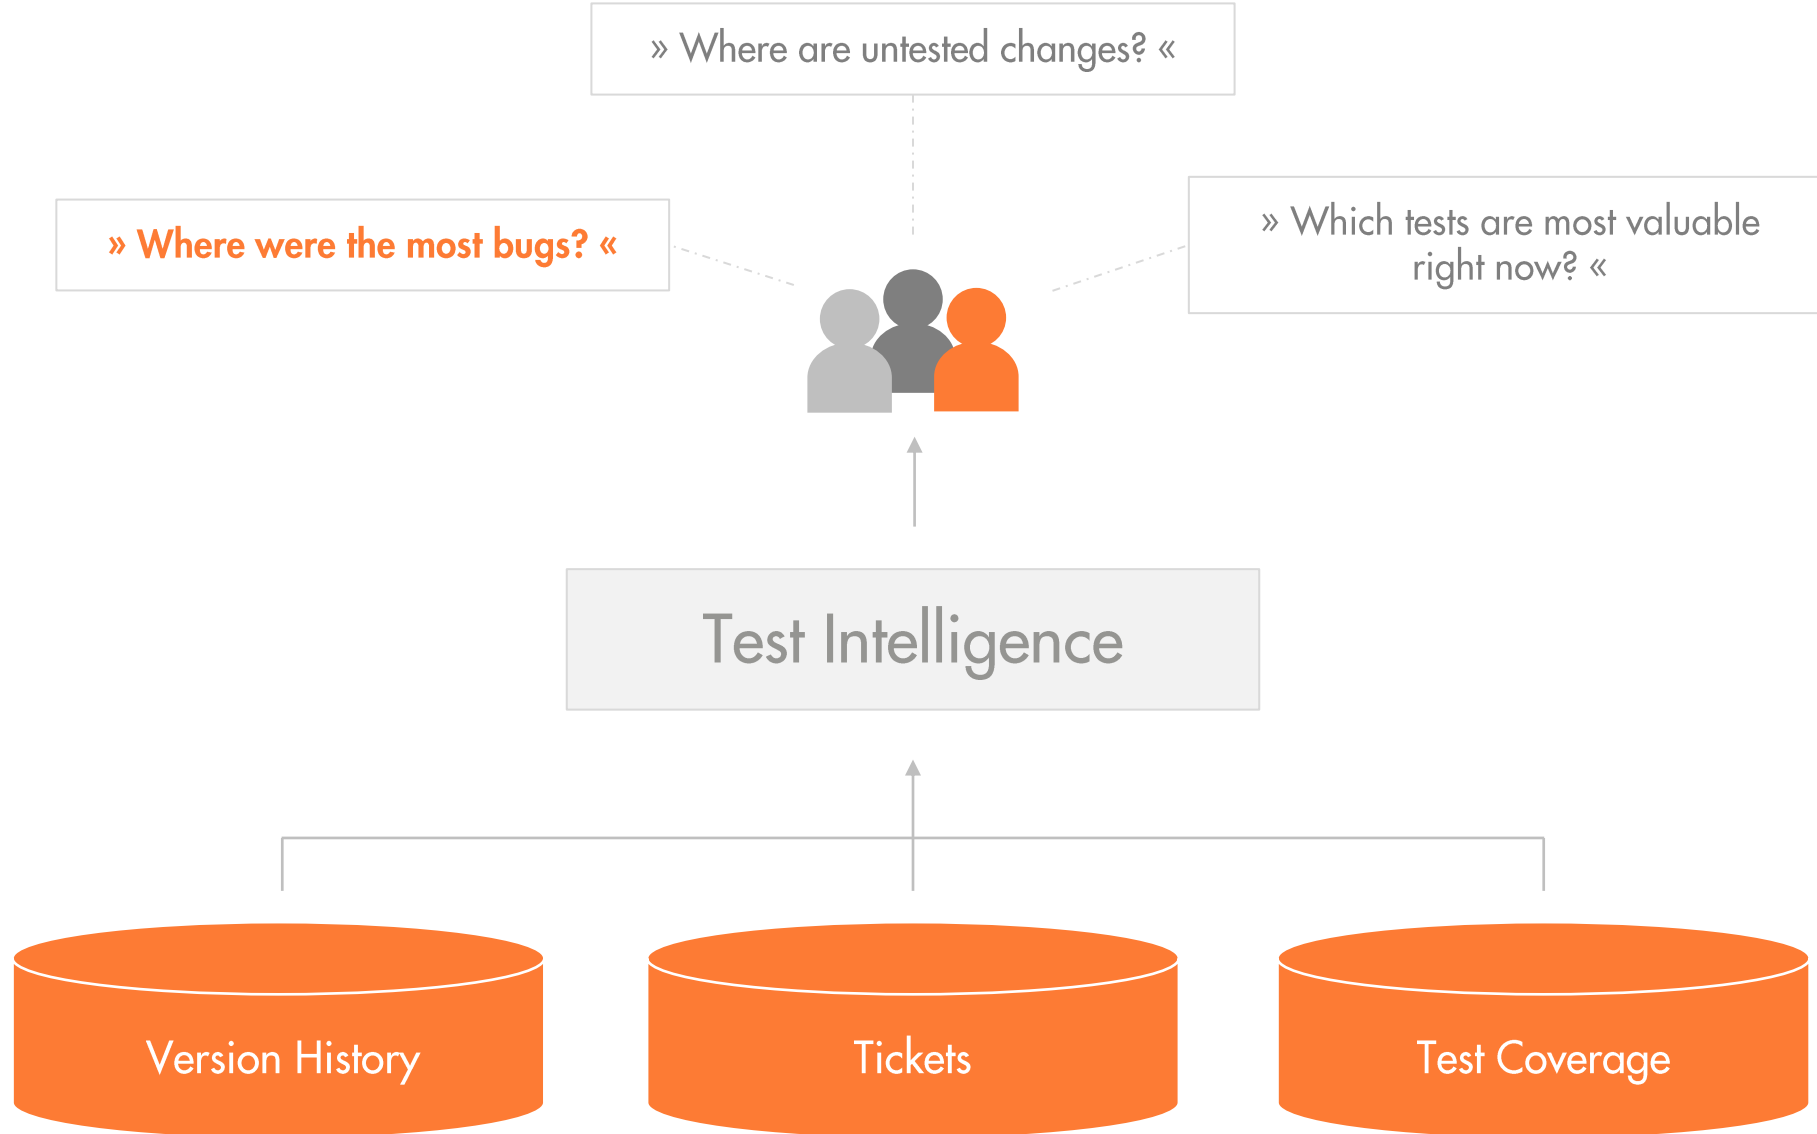 » Where are untested changes? «
» Where were the most bugs? «
» Which tests are most valuable
right now? «
Test Intelligence
Version History
Tickets
Test Coverage